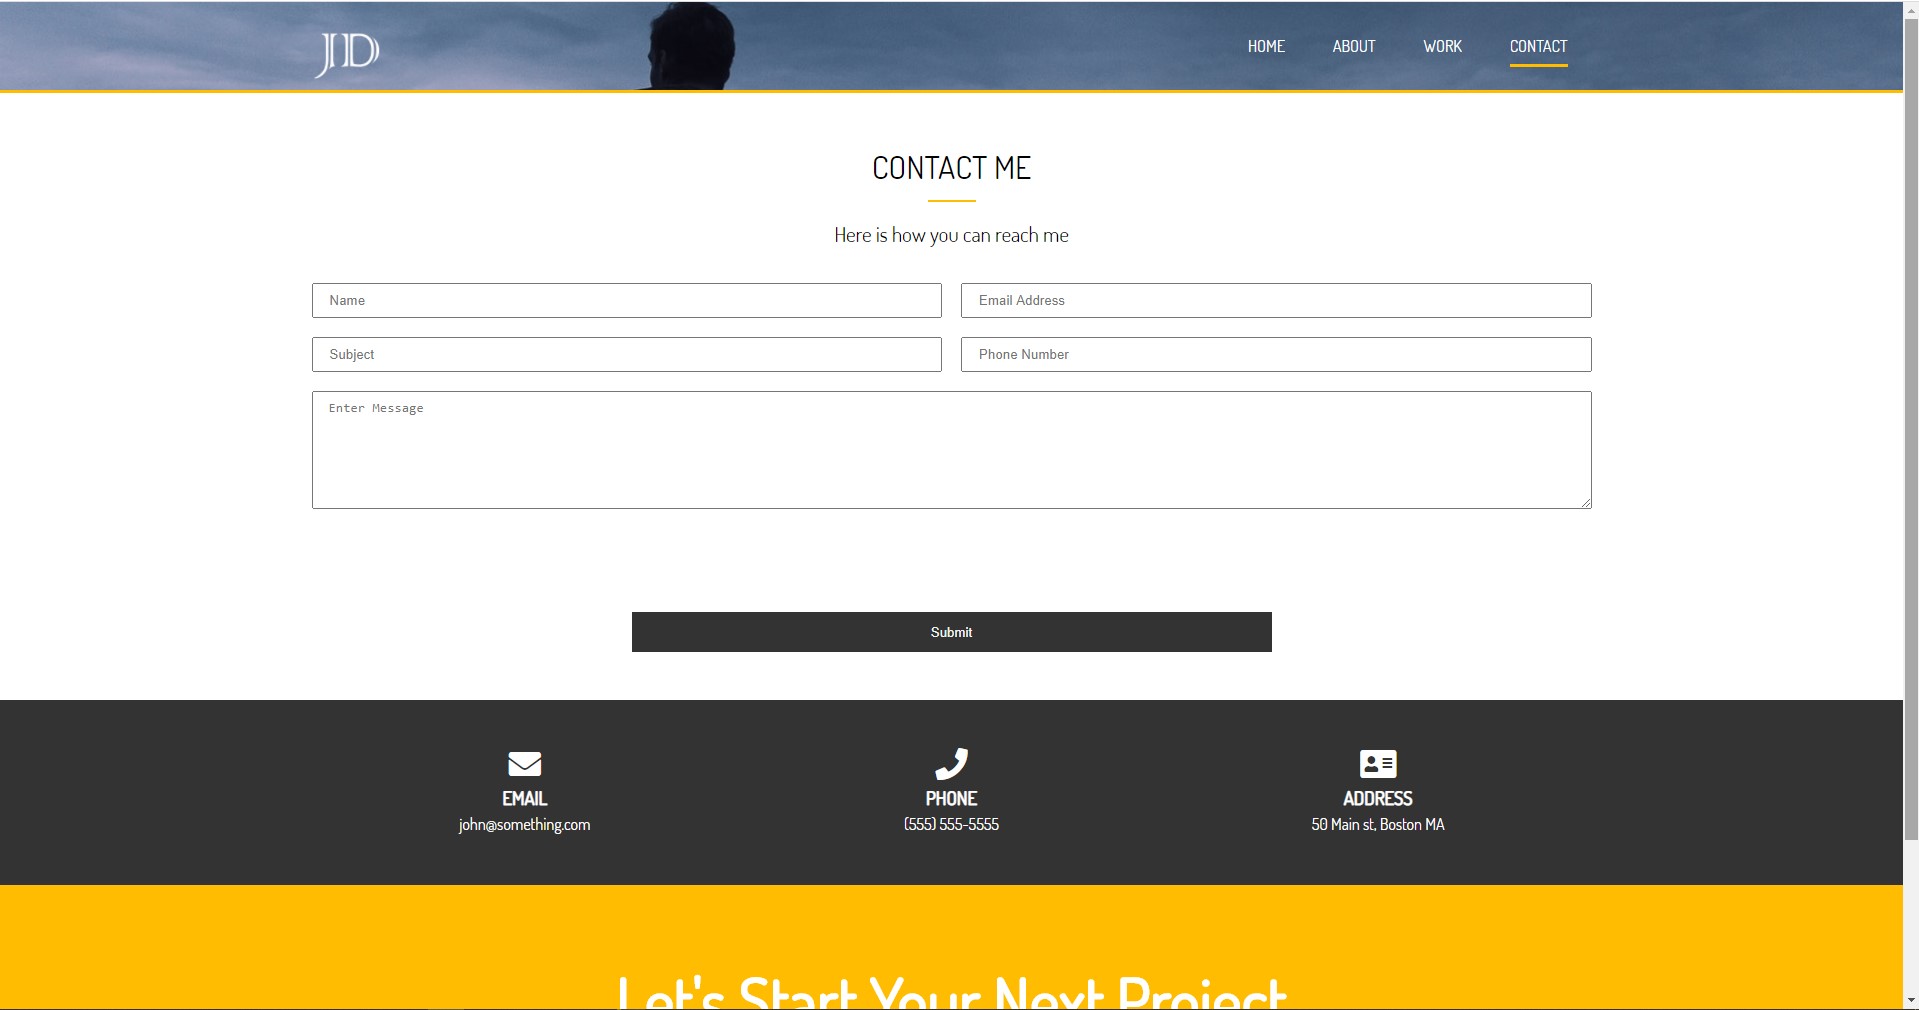 JD
HOME ABOUT WORK CONTACT
CONTACT ME
Here is how you can reach me
Name Email Address
Subject Phone Number
Enter Message
Submit
EMAIL PHONE ADDRESS
john@something.com (555) 555-5555 50 Main st, Boston MA
Let's Start Your Next Project